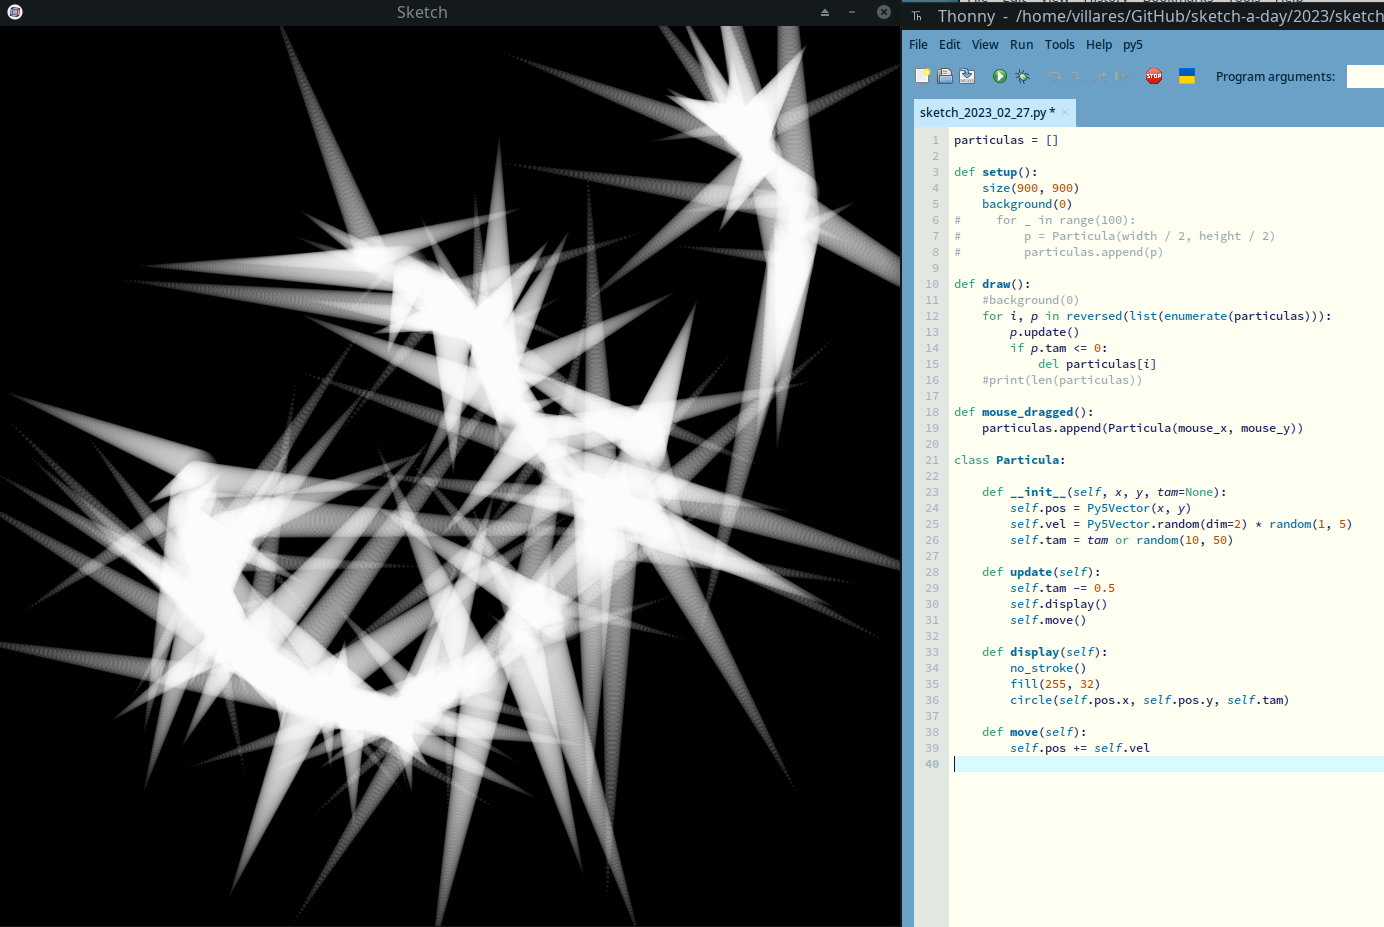 Sketch
Thonny - /home/villares/GitHub/sketch-a-day/2023/sketch
File Edit View Run Tools Help py5
STOP
Program arguments:
sketch_2023_02_27.py *
1 particulas = []
2
3 def setup():
4     size(900, 900)
5     background(0)
6 #     for _ in range(100):
7 #         p = Particula(width / 2, height / 2)
8 #         particulas.append(p)
9
10 def draw():
11     #background(0)
12     for i, p in reversed(list(enumerate(particulas))):
13         p.update()
14         if p.tam <= 0:
15             del particulas[i]
16     #print(len(particulas))
17
18 def mouse_dragged():
19     particulas.append(Particula(mouse_x, mouse_y))
20
21 class Particula:
22
23     def __init__(self, x, y, tam=None):
24         self.pos = Py5Vector(x, y)
25         self.vel = Py5Vector.random(dim=2) * random(1, 5)
26         self.tam = tam or random(10, 50)
27
28     def update(self):
29         self.tam -= 0.5
30         self.display()
31         self.move()
32
33     def display(self):
34         no_stroke()
35         fill(255, 32)
36         circle(self.pos.x, self.pos.y, self.tam)
37
38     def move(self):
39         self.pos += self.vel
40